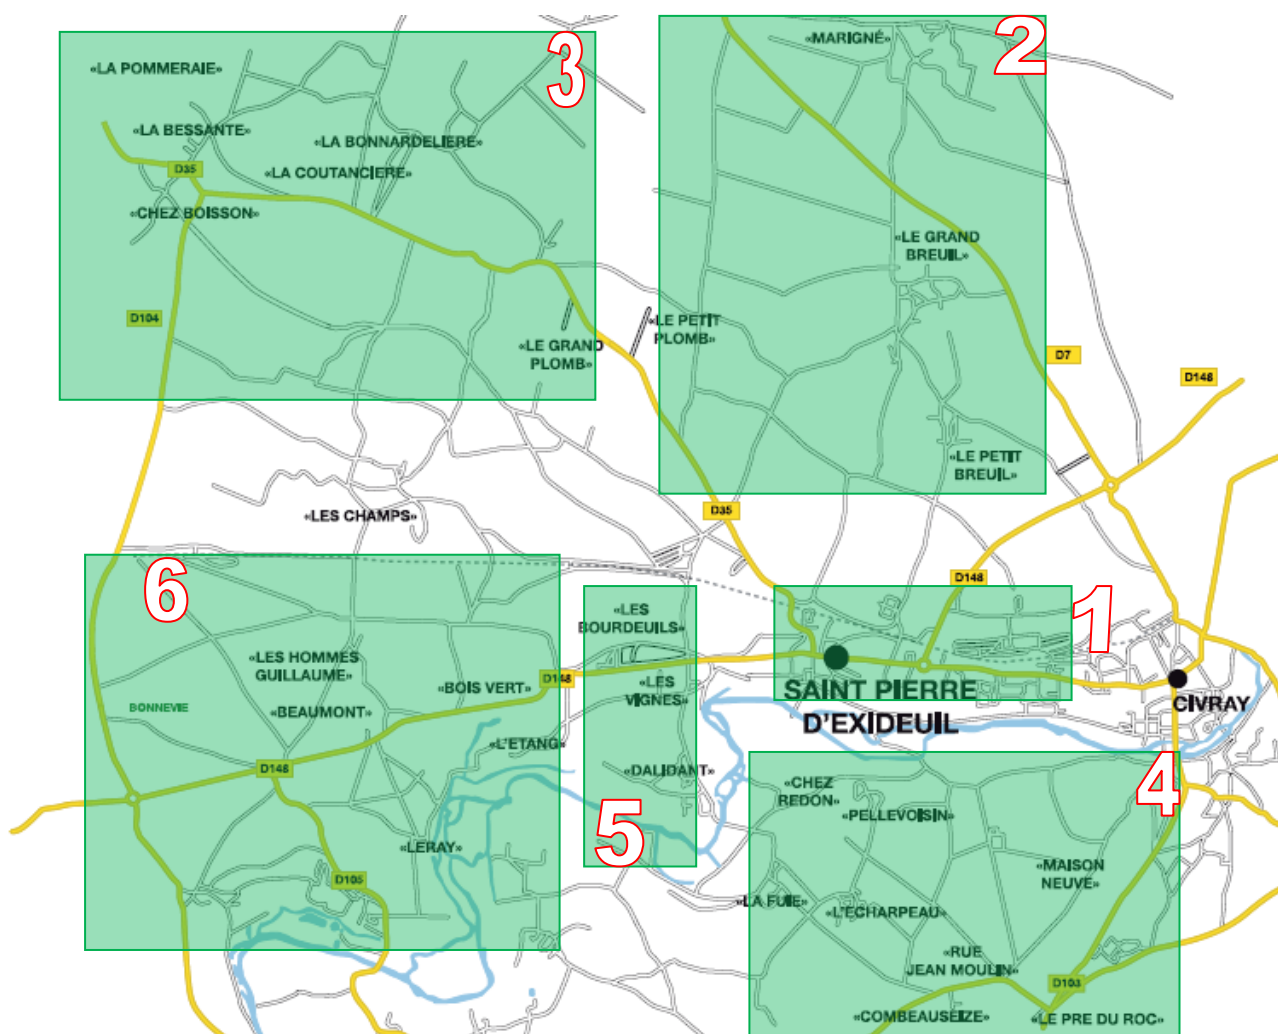 3
2
«MARIGNÉ»
«LA POMMERAIE»
«LA BESSANTE»
«LA BONNARDELIERE»
D35
«LA COUTANCIERE»
«CHEZ BOISSON»
«LE GRAND
BREUIL»
D104
«LE PETIT
PLOMB»
«LE GRAND
PLOMB»
D7
D148
«LE PETIT
BREUIL»
«LES CHAMPS»
D35
6
D148
1
«LES
BOURDEUILS»
«LES HOMMES
GUILLAUME»
D148
«BOIS VERT»
«LES
VIGNES»
SAINT PIERRE
D'EXIDEUIL
CIVRAY
BONNEVIE
«BEAUMONT»
«L'ETANG»
D148
«DALIDANT»
«CHEZ
REDON»
4
«PELLEVOISIN»
5
«LERAY»
«MAISON
NEUVE»
D105
«LA FUIE»
«L'ECHARPEAU»
«RUE
JEAN MOULIN»
D103
«COMBEAUSEIZE»
«LE PRE DU ROC»